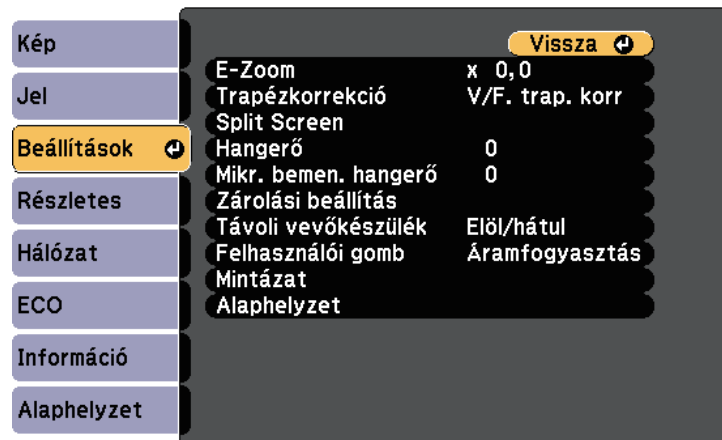 Kép
Jel
Beállítások
Részletes
Hálózat
ECO
Információ
Alaphelyzet
Vissza
E-Zoom x 0,0
Trapézkorrekció V/F. trap. korr
Split Screen
Hangerő 0
Mikr. bemen. hangerő 0
Zárolási beállítás
Távoli vevőkészülék Elöl/hátul
Felhasználói gomb Áramfogyasztás
Mintázat
Alaphelyzet